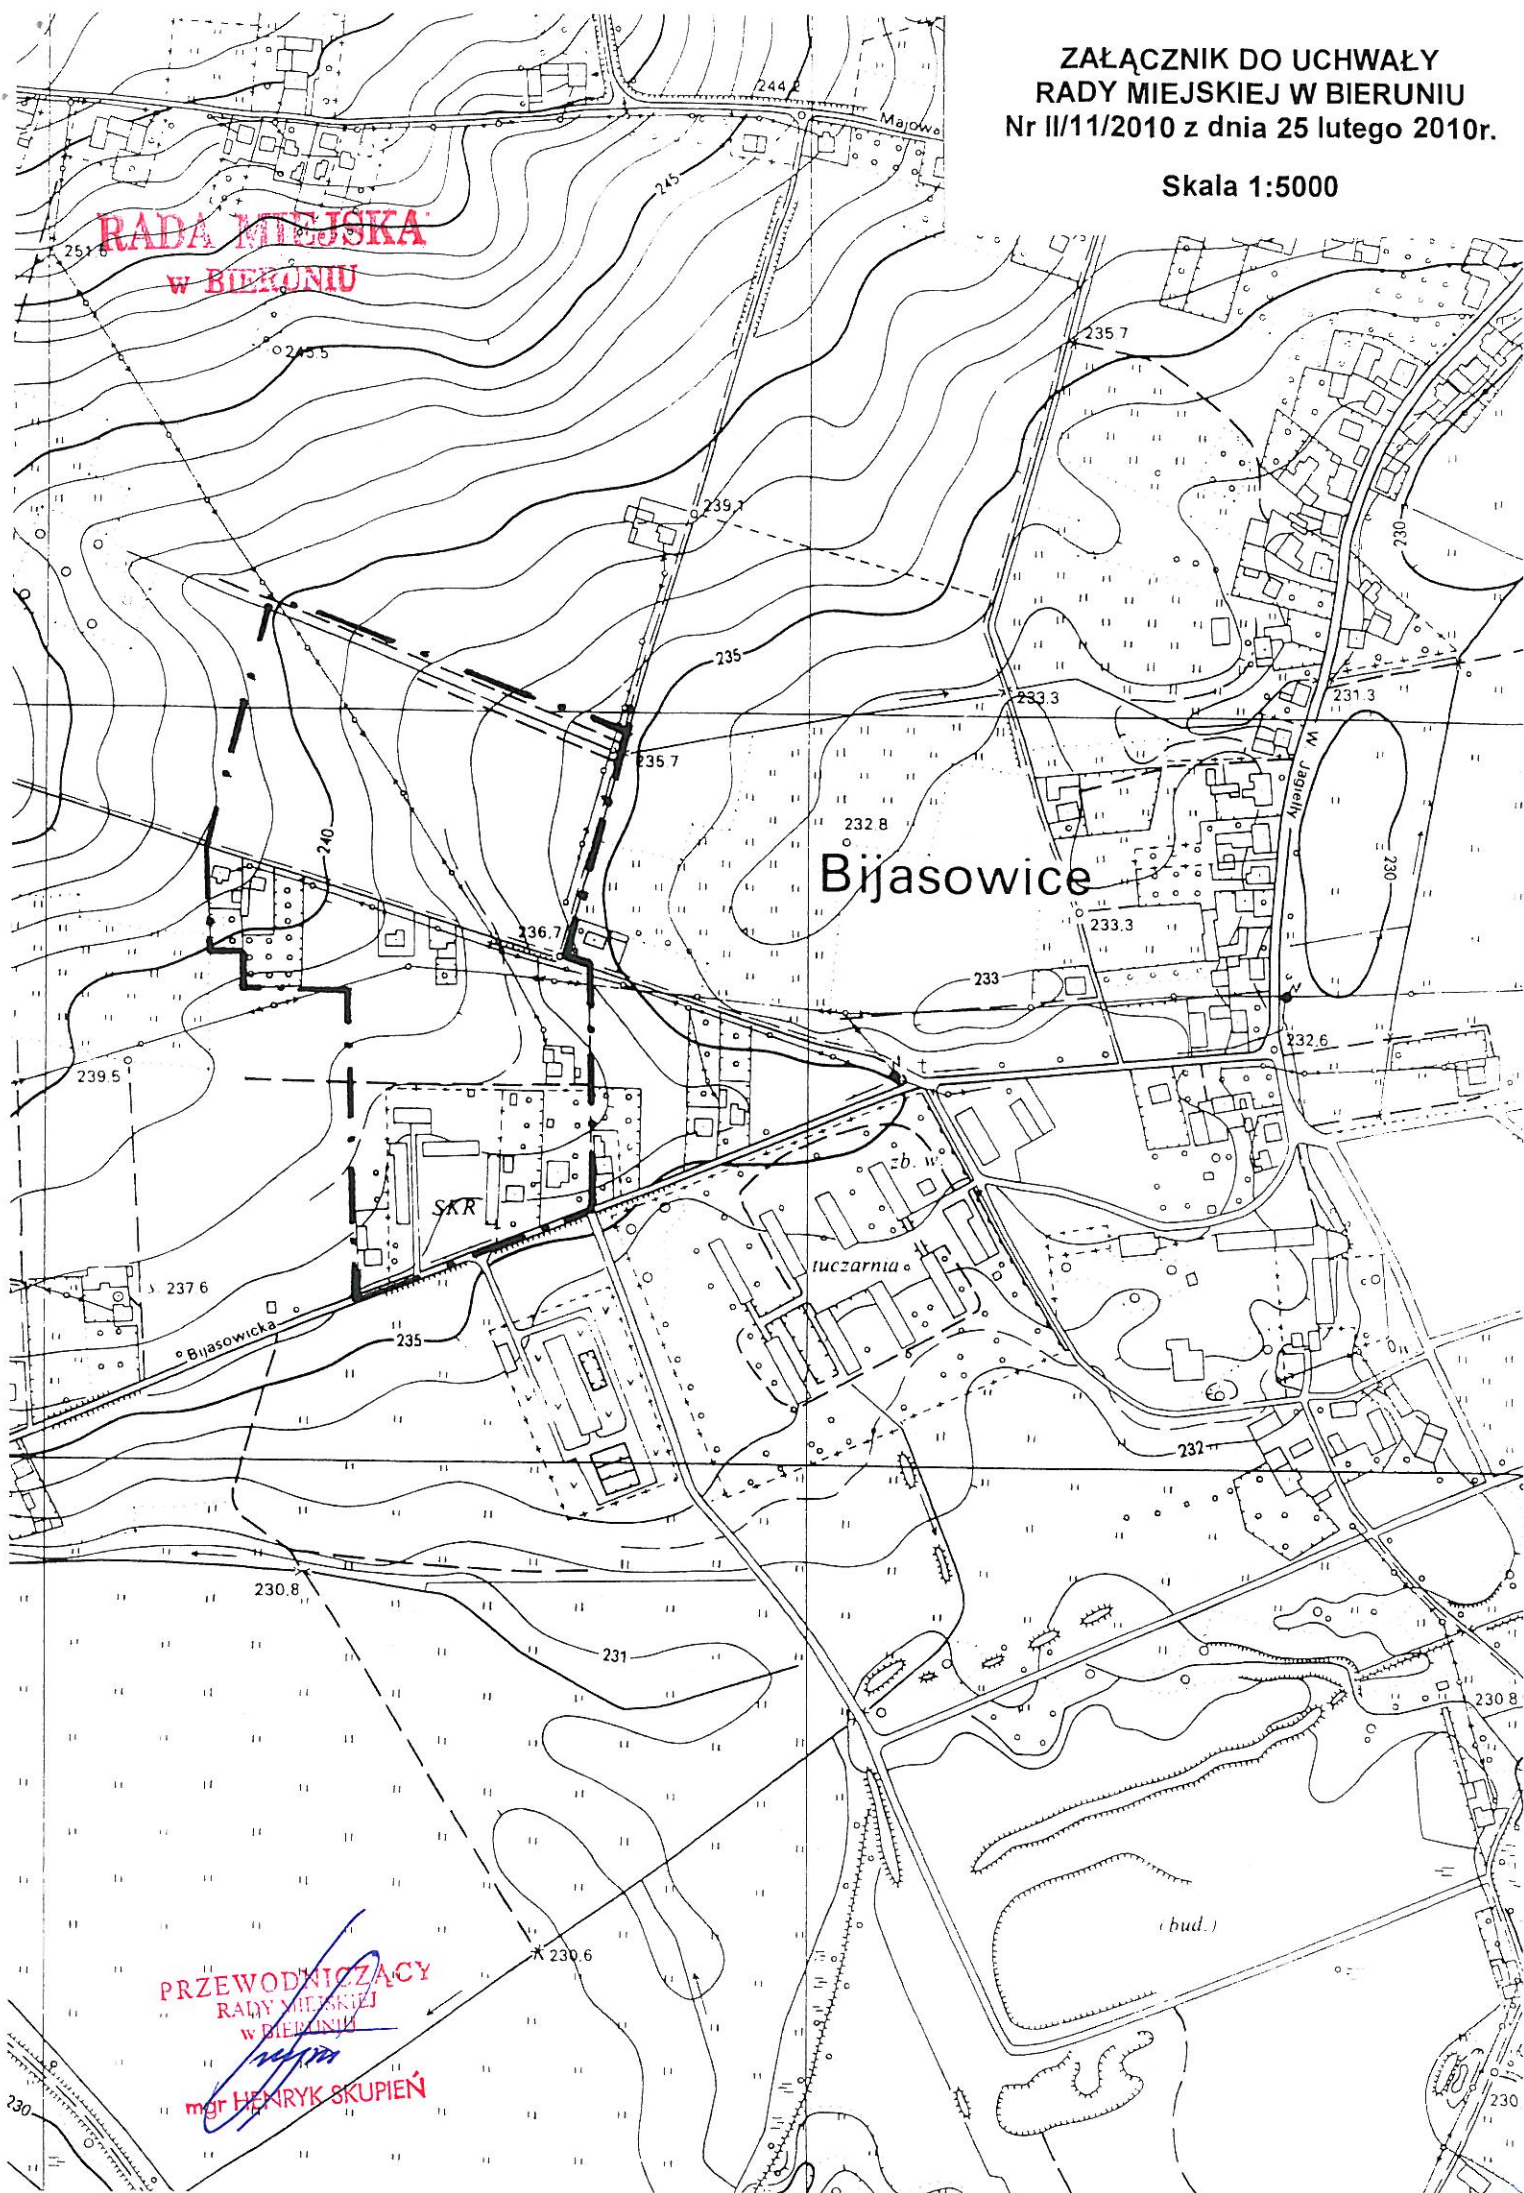 ZAŁĄCZNIK DO UCHWAŁY
RADY MIEJSKIEJ W BIERUNIU
Nr II/11/2010 z dnia 25 lutego 2010r.
Skala 1:5000
244.2
Majowa
245
RADA MIEJSKA
w BIERUNIU
251.6
245.5
235.7
239.1
230
235
233.3
231.3
235.7
W. Jagiełły
240
232.8
230
Bijasowice
236.7
233.3
233
232.6
239.5
zb. w.
SKR
tuczarnia
s. 237.6
Bijasowicka
235
232
230.8
231
230.8
(bud.)
230.6
PRZEWODNICZĄCY
RADY MIEJSKIEJ
w BIERUNIU
mgr HENRYK SKUPIEŃ
230
230